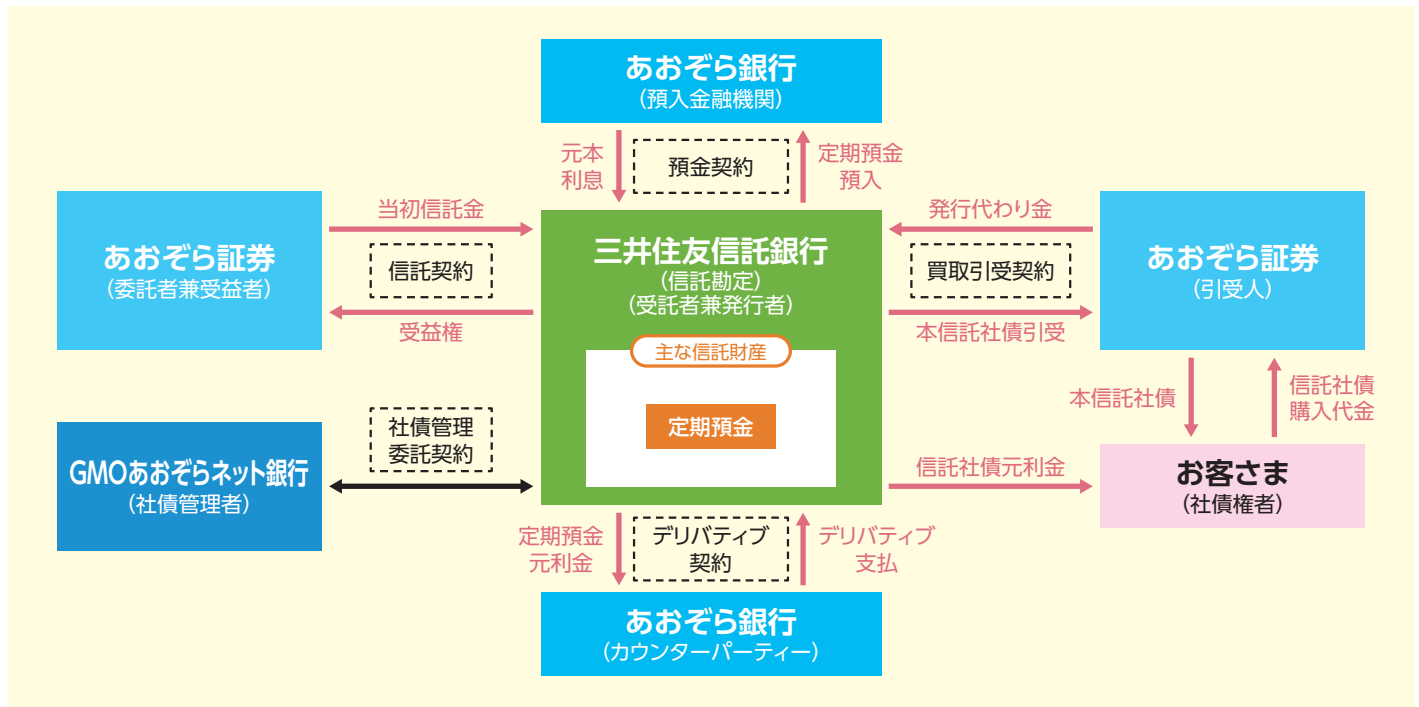 あおぞら銀行
（預入金融機関）
元本
利息
預金契約
定期預金
預入
あおぞら証券
（委託者兼受益者）
当初信託金
信託契約
受益権
三井住友信託銀行
（信託勘定）
（受託者兼発行者）
主な信託財産
定期預金
発行代わり金
買取引受契約
本信託社債引受
あおぞら証券
（引受人）
本信託社債
信託社債
購入代金
GMOあおぞらネット銀行
（社債管理者）
社債管理
委託契約
信託社債元利金
お客さま
（社債権者）
定期預金
元利金
デリバティブ
契約
デリバティブ
支払
あおぞら銀行
（カウンターパーティー）